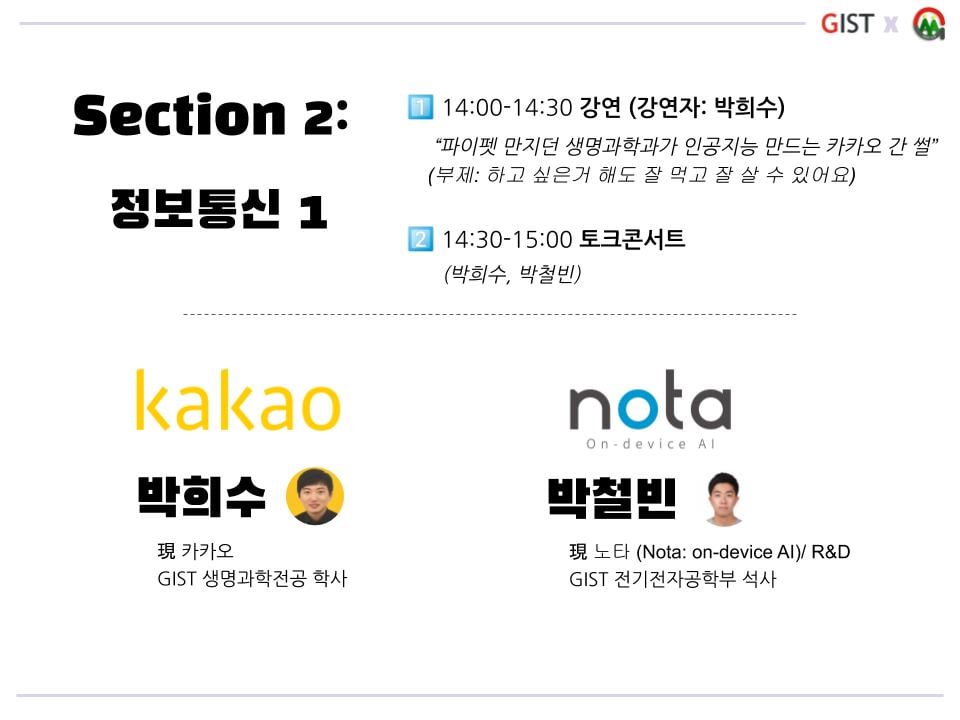 GIST x
Section 2:
정보통신 1
1 14:00-14:30 강연 (강연자: 박희수)
“파이펫 만지던 생명과학과가 인공지능 만드는 카카오 간 썰”
(부제: 하고 싶은거 해도 잘 먹고 잘 살 수 있어요)
2 14:30-15:00 토크콘서트
(박희수, 박철빈)
kakao
박희수
現 카카오
GIST 생명과학전공 학사
nota
On-device AI
박철빈
現 노타 (Nota: on-device AI)/ R&D
GIST 전기전자공학부 석사